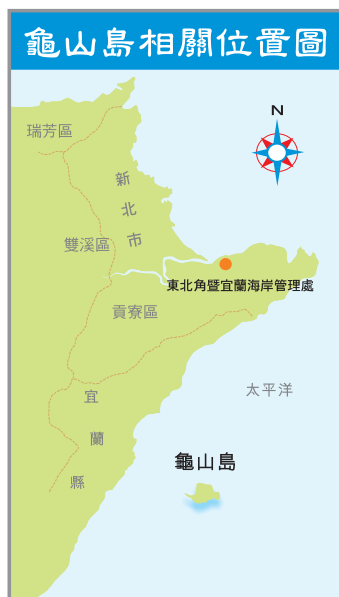 龜山島相關位置圖
N
瑞芳區
新北市
雙溪區
東北角暨宜蘭海岸管理處
貢寮區
太平洋
宜蘭縣
龜山島